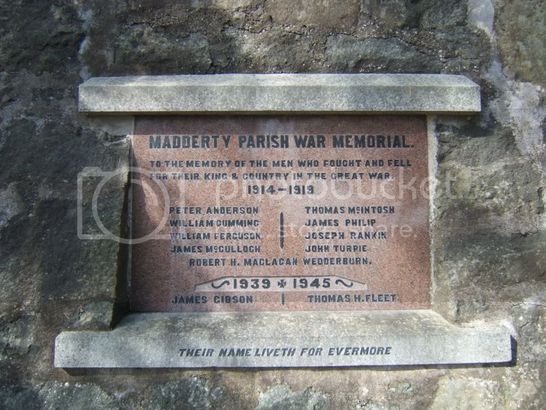 MADDERTY PARISH WAR MEMORIAL.
TO THE MEMORY OF THE MEN WHO FOUGHT AND FELL
FOR THEIR KING & COUNTRY IN THE GREAT WAR.
1914-1919
PETER ANDERSON THOMAS McINTOSH
WILLIAM CUMMING JAMES PHILIP
WILLIAM FERGUSON JOSEPH RANKIN
JAMES McCULLOCH JOHN TURPIE
ROBERT H. MACLAGAN WEDDERBURN.
1939 + 1945
JAMES GIBSON THOMAS H. FLEET
THEIR NAME LIVETH FOR EVERMORE
photobucket